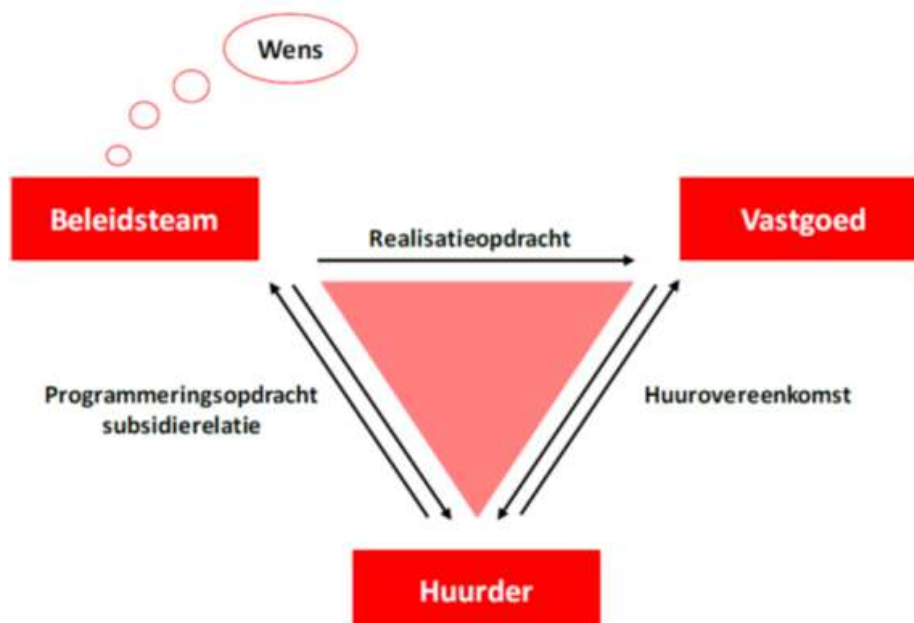 Wens
Beleidsteam
Vastgoed
Realisatieopdracht
Programmeringsopdracht
subsidierelatie
Huurovereenkomst
Huurder